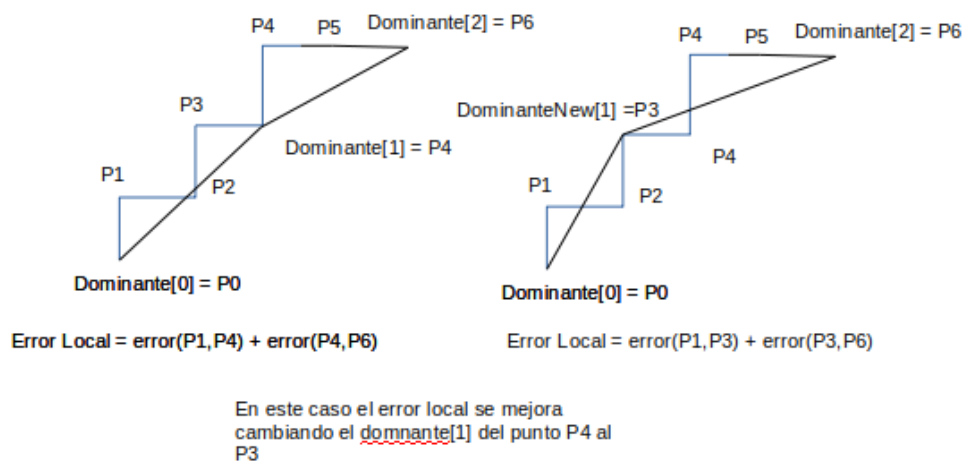 P4 P5 Dominante[2] = P6
P3
Dominante[1] = P4
P1
P2
Dominante[0] = P0
Error Local = error(P1,P4) + error(P4,P6)
P4 P5 Dominante[2] = P6
DominanteNew[1] =P3
P4
P1
P2
Dominante[0] = P0
Error Local = error(P1,P3) + error(P3,P6)
En este caso el error local se mejora
cambiando el domnante[1] del punto P4 al
P3